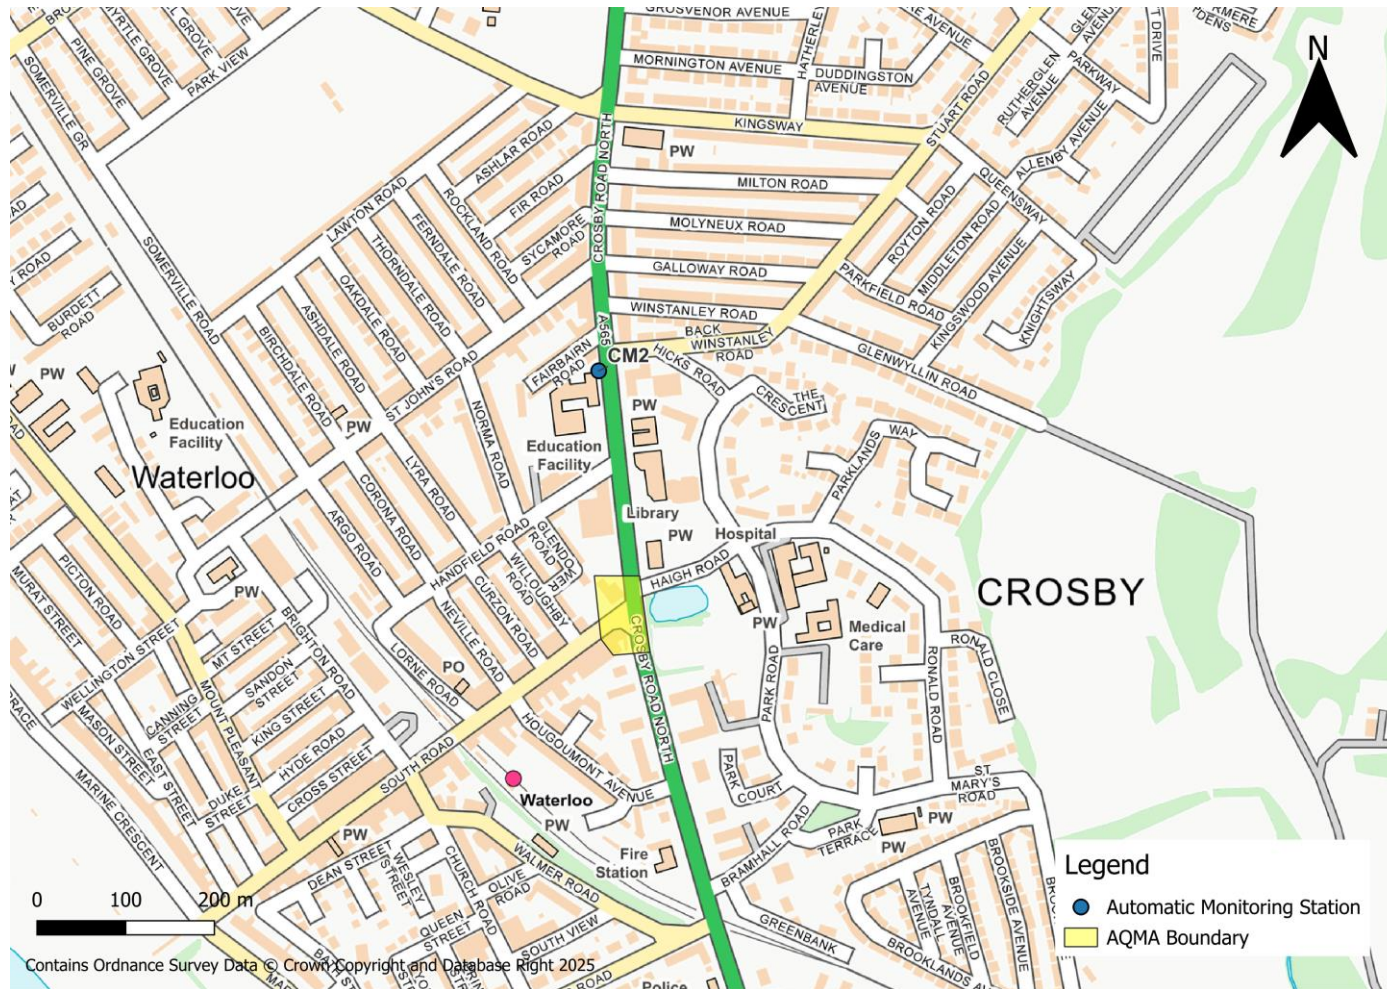 GROSVENOR AVENUE
HATHERLEY
MORNINGTON AVENUE
DUDDINGSTON
AVENUE
DRIVE
PARKWAY
RUTHERGLEN
AVENUE
ALLENBY AVENUE
N
MYRTLE GROVE
PINE GROVE
PARK VIEW
SOMERVILLE GR
KINGSWAY
STUART ROAD
QUEENSWAY
PW
MILTON ROAD
MOLYNEUX ROAD
GALLOWAY ROAD
WINSTANLEY ROAD
BACK
WINSTANLEY
ROAD
ROYTON ROAD
MIDDLETON ROAD
KINGSWOOD AVENUE
PARKFIELD ROAD
KNIGHTSWAY
GLENWYLLIN ROAD
CROSBY ROAD NORTH
A565
ASHLAR ROAD
FIR ROAD
SYCAMORE
ROAD
ROCKLAND ROAD
FERNDALE ROAD
THORNDALE ROAD
OAKDALE ROAD
ASHDALE ROAD
BIRCHDALE ROAD
LAWTON ROAD
SOMERVILLE ROAD
BURDETT
ROAD
ST JOHN'S ROAD
FAIRBAIRN
ROAD
CM2
HICKS ROAD
THE
CRESCENT
PARKLANDS
WAY
PW
PW
Education
Facility
Waterloo
PW
NORMA ROAD
Education
Facility
LYRA ROAD
CORONA ROAD
ARGO ROAD
HANDFIELD ROAD
GLENDOWER
ROAD
WILLOUGHBY
ROAD
CURZON ROAD
NEVILLE ROAD
LORNE ROAD
Library
PW
Hospital
HAIGH ROAD
PW
Medical
Care
CROSBY
RONALD CLOSE
RONALD ROAD
PARK ROAD
CROSBY ROAD NORTH
PICTON ROAD
MURAT STREET
WELLINGTON STREET
PW
MT STREET
SANDON
STREET
KING STREET
HYDE ROAD
CROSS STREET
BRIGHTON ROAD
CANNING
STREET
MOUNT PLEASANT
MASON STREET
EAST STREET
DUKE
STREET
MARINE CRESCENT
PO
SOUTH ROAD
HOUGOUMONT AVENUE
Waterloo
PW
Fire
Station
WALMER ROAD
PW
DEAN STREET
WESLEY
STREET
CHURCH ROAD
OLIVE
ROAD
QUEEN
STREET
SOUTH VIEW
PARK
COURT
BRAMHALL ROAD
PARK
TERRACE
ST
MARY'S
ROAD
PW
PW
GREENBANK
TYNDALL
AVENUE
BROOKFIELD
AVENUE
BROOKSIDE AVENUE
BROOKLANDS
Police
0 100 200 m
Legend
Automatic Monitoring Station
AQMA Boundary
Contains Ordnance Survey Data © Crown Copyright and Database Right 2025